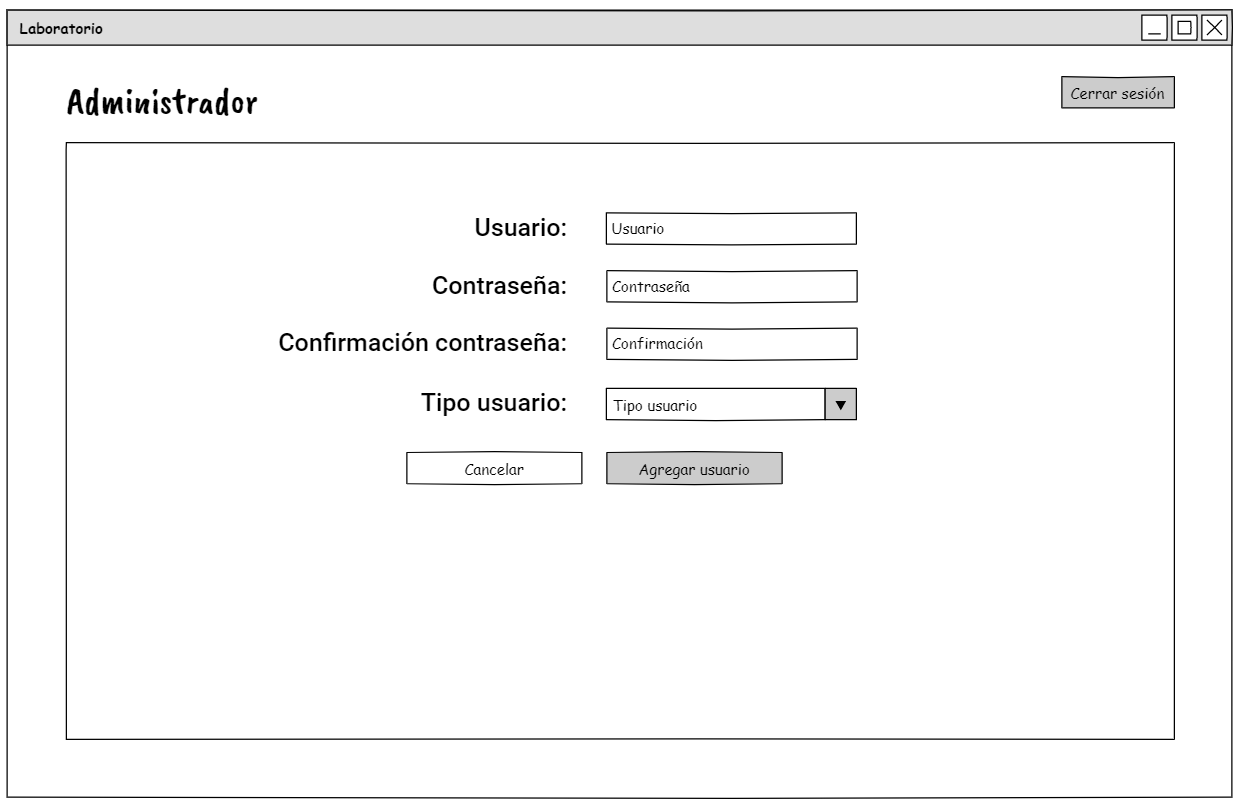 Laboratorio
Administrador
Cerrar sesión
Usuario: Usuario
Contraseña: Contraseña
Confirmación contraseña: Confirmación
Tipo usuario: Tipo usuario
Cancelar Agregar usuario